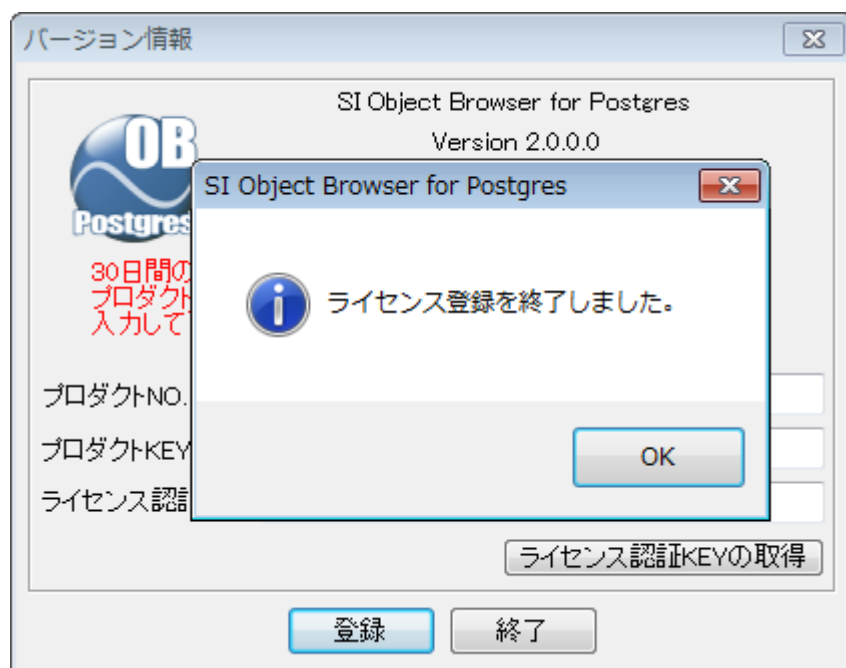 バージョン情報
SI Object Browser for Postgres
Version 2.0.0.0
OB
Postgres
SI Object Browser for Postgres
30日間の
プロダクト
入力して
ライセンス登録を終了しました。
プロダクトNO.
プロダクトKEY
OK
ライセンス認証
ライセンス認証KEYの取得
登録
終了